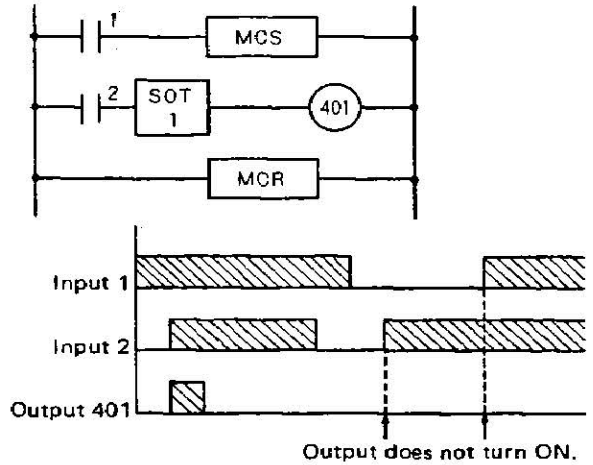 1
MCS
2
SOT
1
401
MCR
Input 1
Input 2
Output 401
Output does not turn ON.